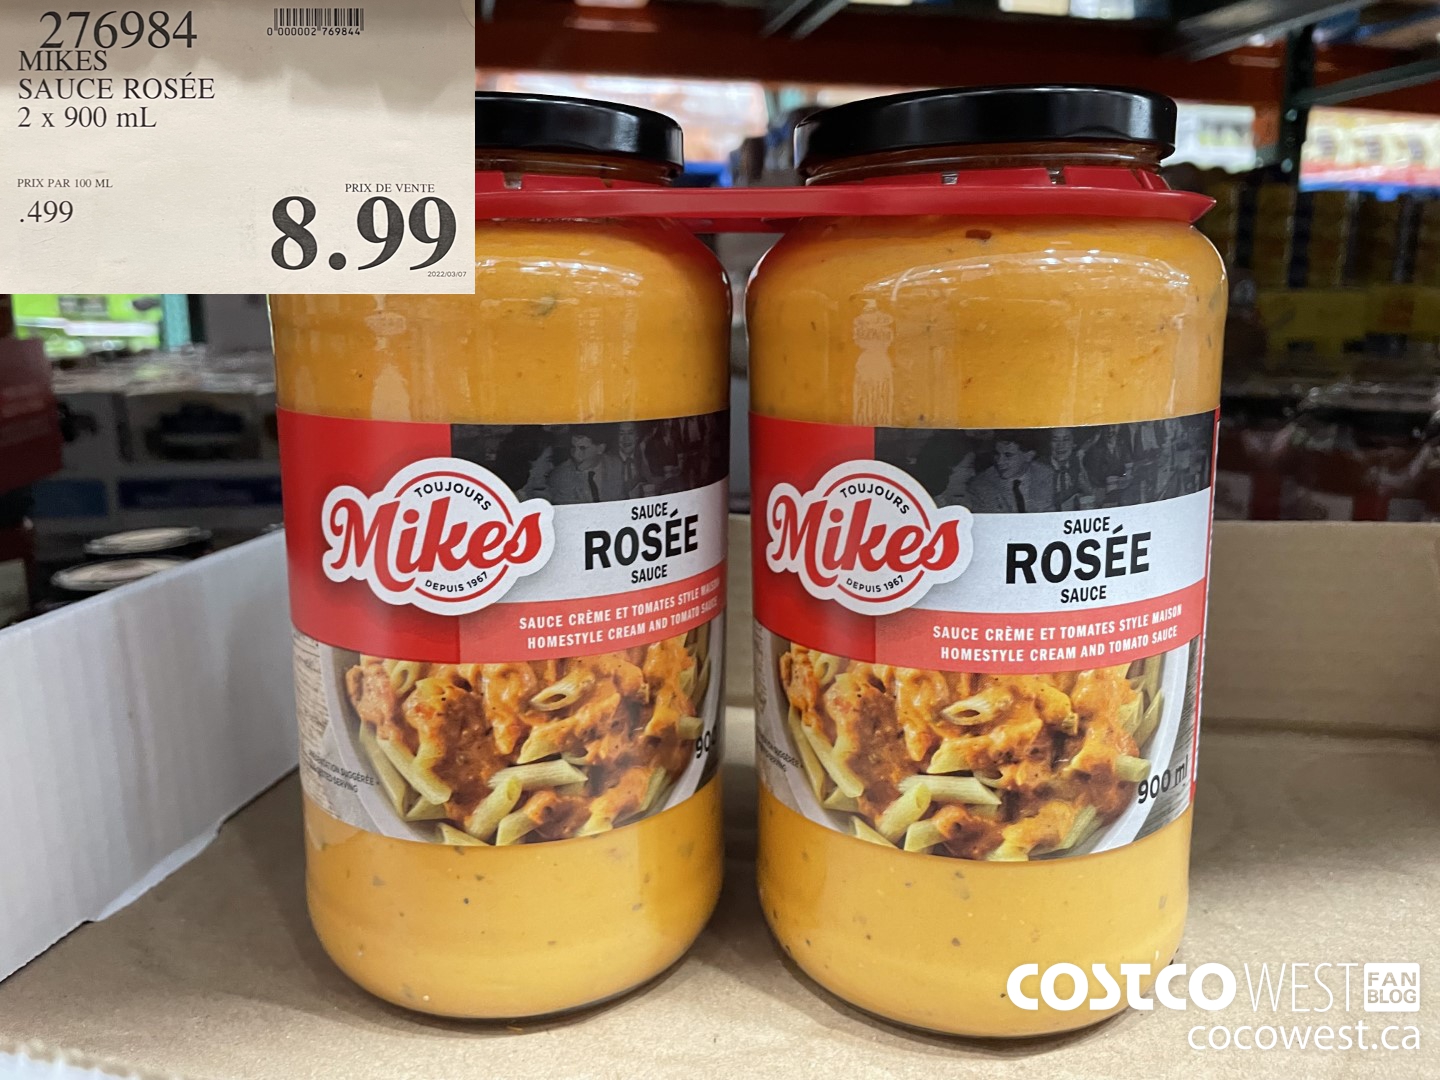 276984
0 000002 769844
MIKES
SAUCE ROSÉE
2 x 900 mL
PRIX PAR 100 ML
.499
PRIX DE VENTE
8.99
2022/03/07
TOUJOURS
Mikes
DEPUIS 1967
SAUCE
ROSÉE
SAUCE
SAUCE CRÈME ET TOMATES STYLE MAISON
HOMESTYLE CREAM AND TOMATO SAUCE
900
TOUJOURS
Mikes
DEPUIS 1967
SAUCE
ROSÉE
SAUCE
SAUCE CRÈME ET TOMATES STYLE MAISON
HOMESTYLE CREAM AND TOMATO SAUCE
900 ml
COSTCO WEST FAN BLOG
cocowest.ca